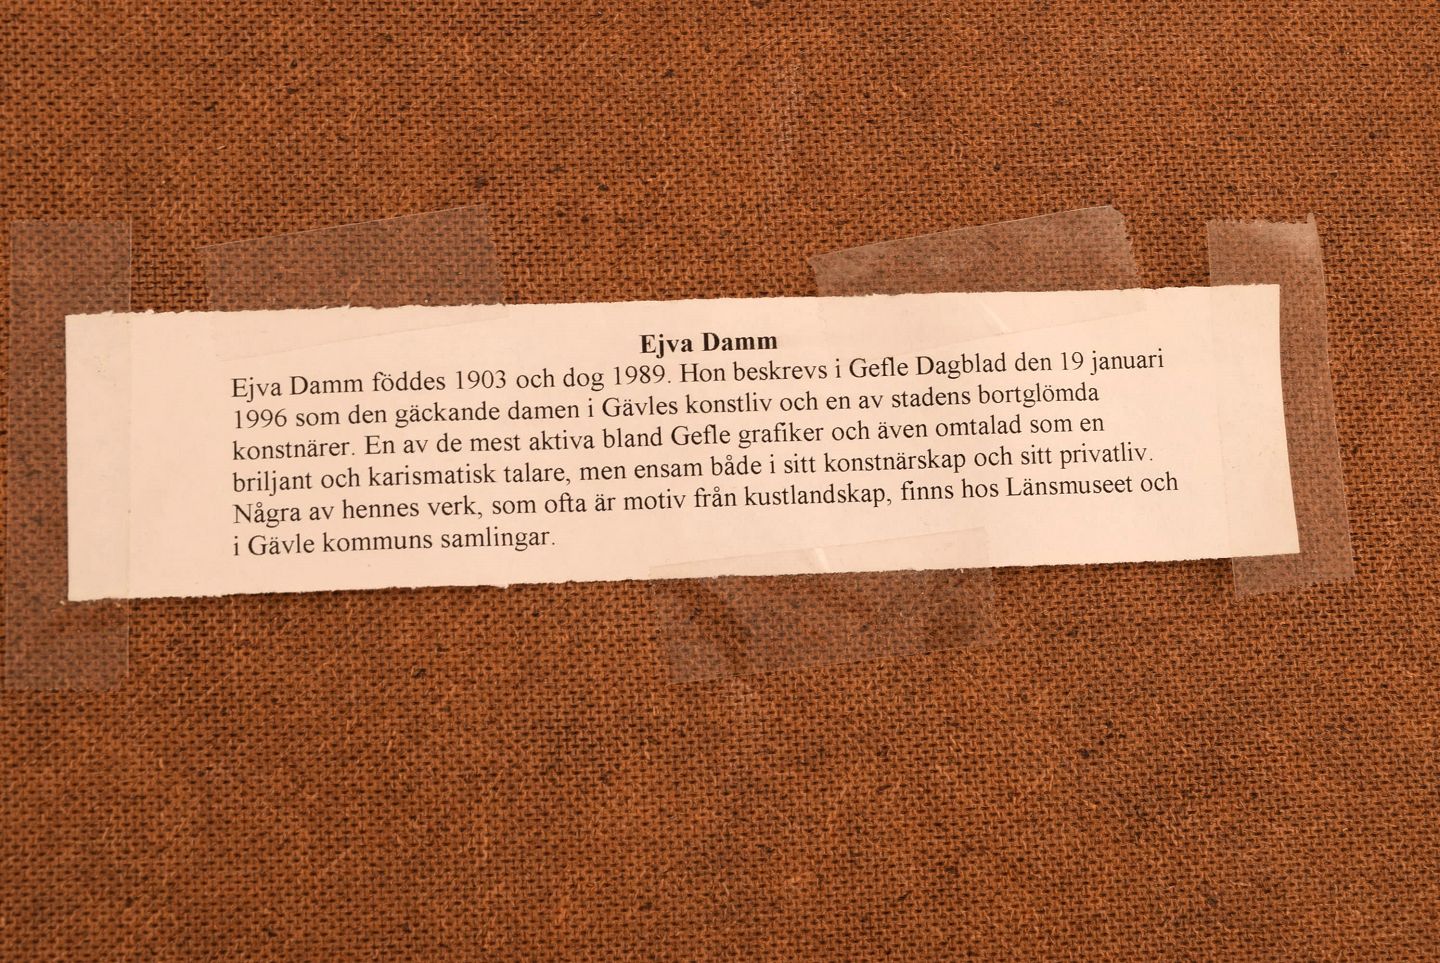 Ejva Damm
Ejva Damm föddes 1903 och dog 1989. Hon beskrevs i Gefle Dagblad den 19 januari
1996 som den gäckande damen i Gävles konstliv och en av stadens bortglömda
konstnärer. En av de mest aktiva bland Gefle grafiker och även omtalad som en
briljant och karismatisk talare, men ensam både i sitt konstnärskap och sitt privatliv.
Några av hennes verk, som ofta är motiv från kustlandskap, finns hos Länsmuseet och
i Gävle kommuns samlingar.